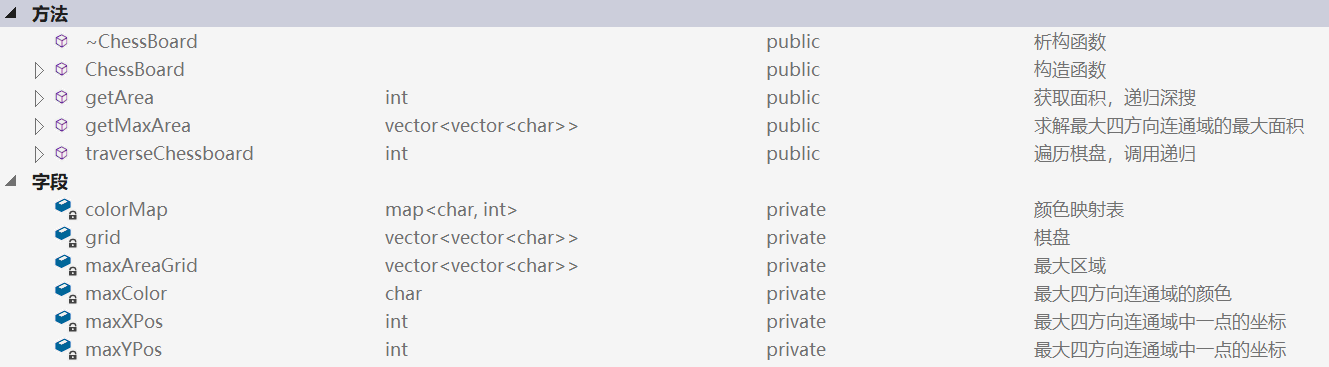 方法
~ChessBoard public 析构函数
ChessBoard public 构造函数
getArea int public 获取面积，递归深搜
getMaxArea vector<vector<char>> public 求解最大四方向连通域的最大面积
traverseChessboard int public 遍历棋盘，调用递归
字段
colorMap map<char, int> private 颜色映射表
grid vector<vector<char>> private 棋盘
maxAreaGrid vector<vector<char>> private 最大区域
maxColor char private 最大四方向连通域的颜色
maxXPos int private 最大四方向连通域中一点的坐标
maxYPos int private 最大四方向连通域中一点的坐标